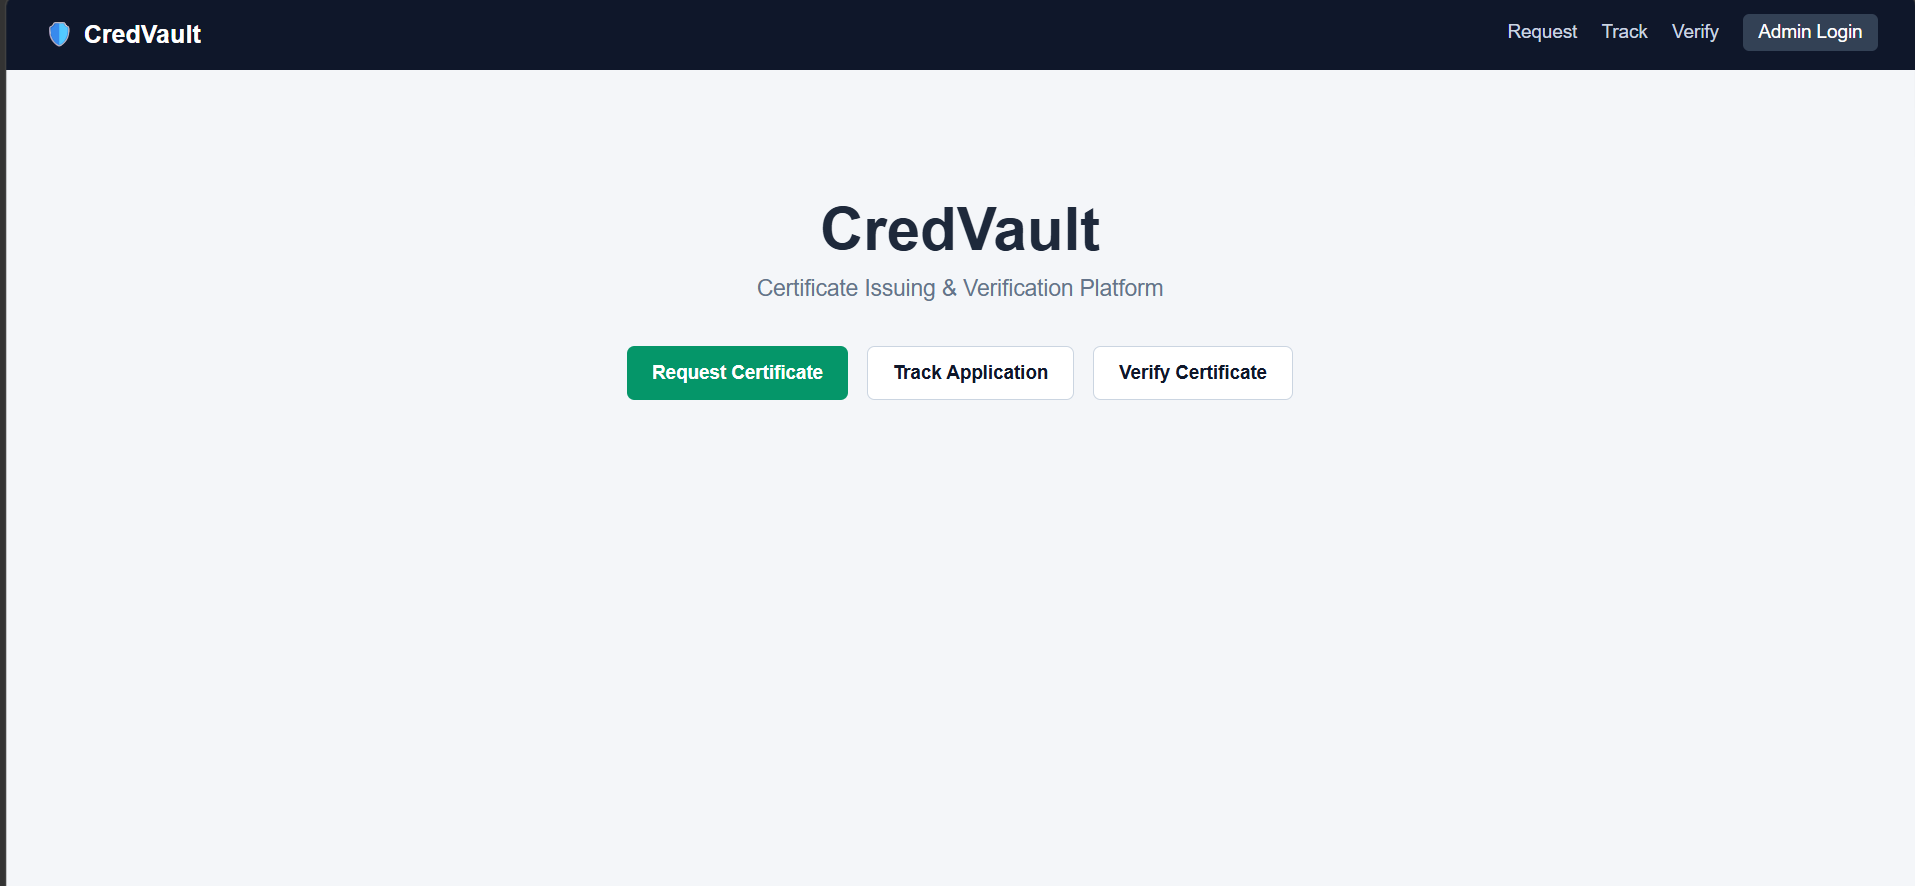 CredVault
Request Track Verify Admin Login
CredVault
Certificate Issuing & Verification Platform
Request Certificate Track Application Verify Certificate